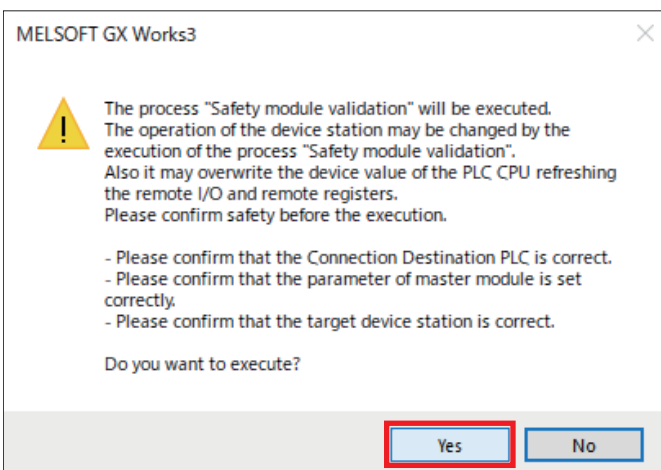 MELSOFT GX Works3
The process "Safety module validation" will be executed.
The operation of the device station may be changed by the
execution of the process "Safety module validation".
Also it may overwrite the device value of the PLC CPU refreshing
the remote I/O and remote registers.
Please confirm safety before the execution.
- Please confirm that the Connection Destination PLC is correct.
- Please confirm that the parameter of master module is set
correctly.
- Please confirm that the target device station is correct.
Do you want to execute?
Yes No